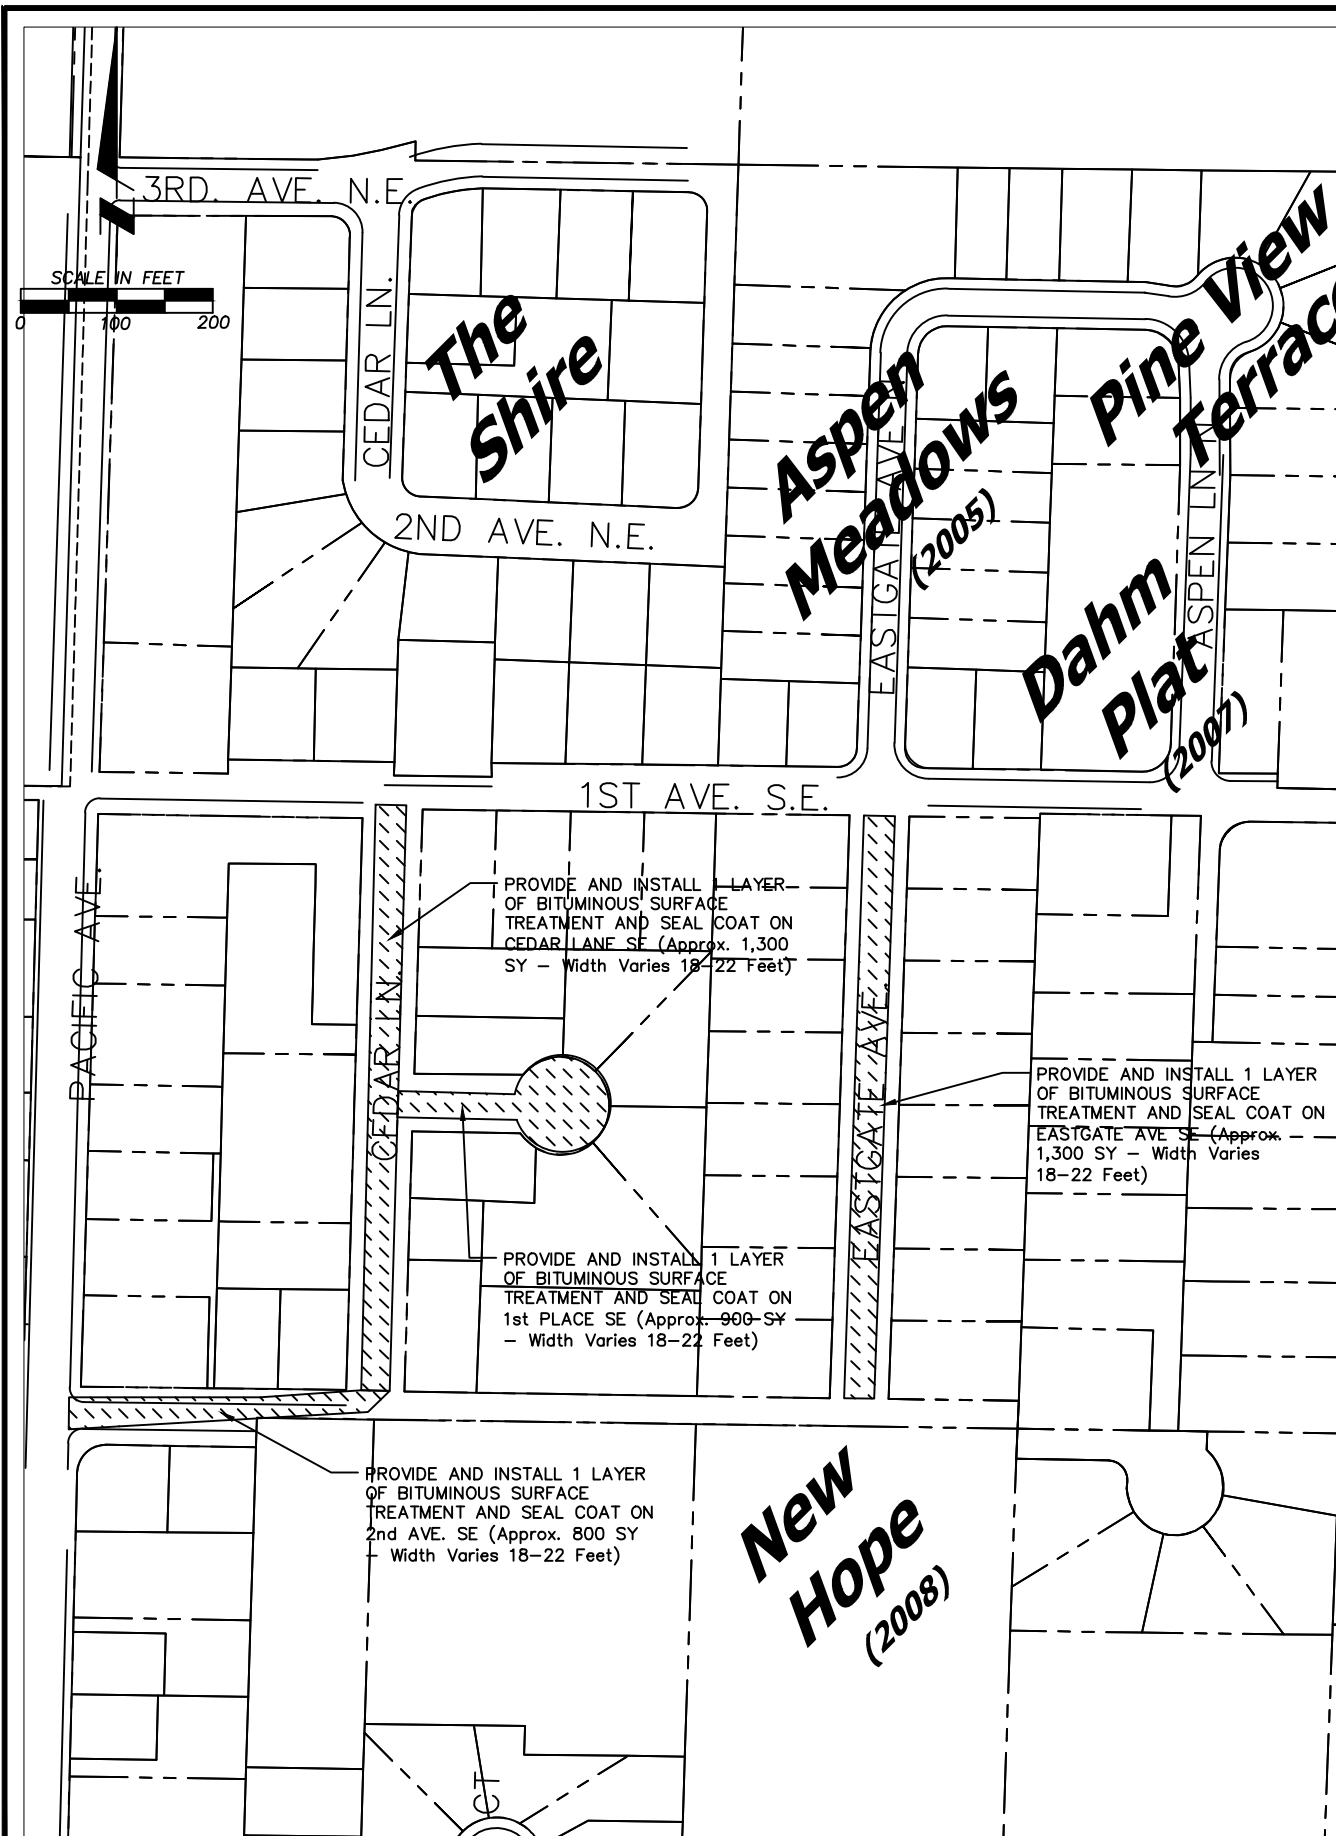 3RD. AVE. N.E.
SCALE IN FEET
0 100 200
CEDAR LN.
The
Shire
2ND AVE. N.E.
Aspen
Meadows
(2005)
EASTGATE AVE.
Pine View
Terrace
ASPEN LN.
Dahm
Plat
(2007)
1ST AVE. S.E.
PACIFIC AVE.
CEDAR LN.
PROVIDE AND INSTALL 1 LAYER
OF BITUMINOUS SURFACE
TREATMENT AND SEAL COAT ON
CEDAR LANE SE (Approx. 1,300
SY – Width Varies 18–22 Feet)
EASTGATE AVE.
PROVIDE AND INSTALL 1 LAYER
OF BITUMINOUS SURFACE
TREATMENT AND SEAL COAT ON
EASTGATE AVE SE (Approx.
1,300 SY – Width Varies
18–22 Feet)
PROVIDE AND INSTALL 1 LAYER
OF BITUMINOUS SURFACE
TREATMENT AND SEAL COAT ON
1st PLACE SE (Approx. 900 SY
– Width Varies 18–22 Feet)
PROVIDE AND INSTALL 1 LAYER
OF BITUMINOUS SURFACE
TREATMENT AND SEAL COAT ON
2nd AVE. SE (Approx. 800 SY
– Width Varies 18–22 Feet)
New
Hope
(2008)
CT